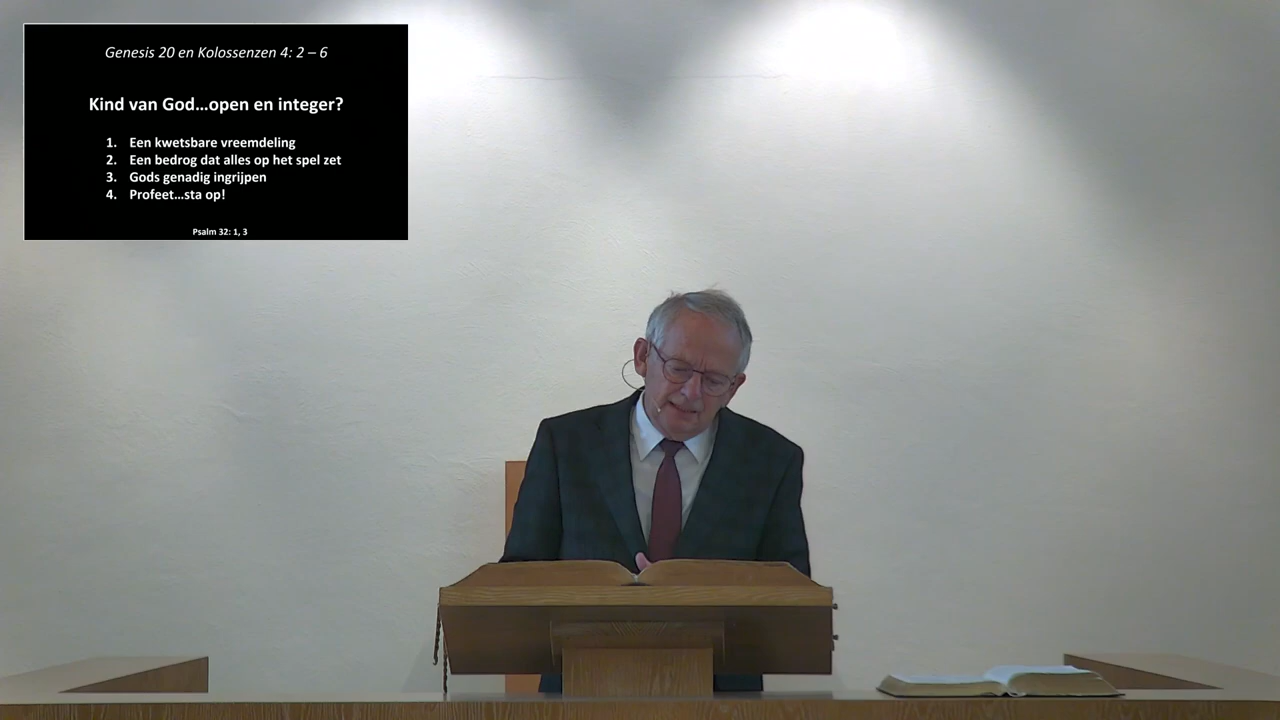 Genesis 20 en Kolossenzen 4: 2 – 6
Kind van God...open en integer?
1. Een kwetsbare vreemdeling
2. Een bedrog dat alles op het spel zet
3. Gods genadig ingrijpen
4. Profeet...sta op!
Psalm 32: 1, 3